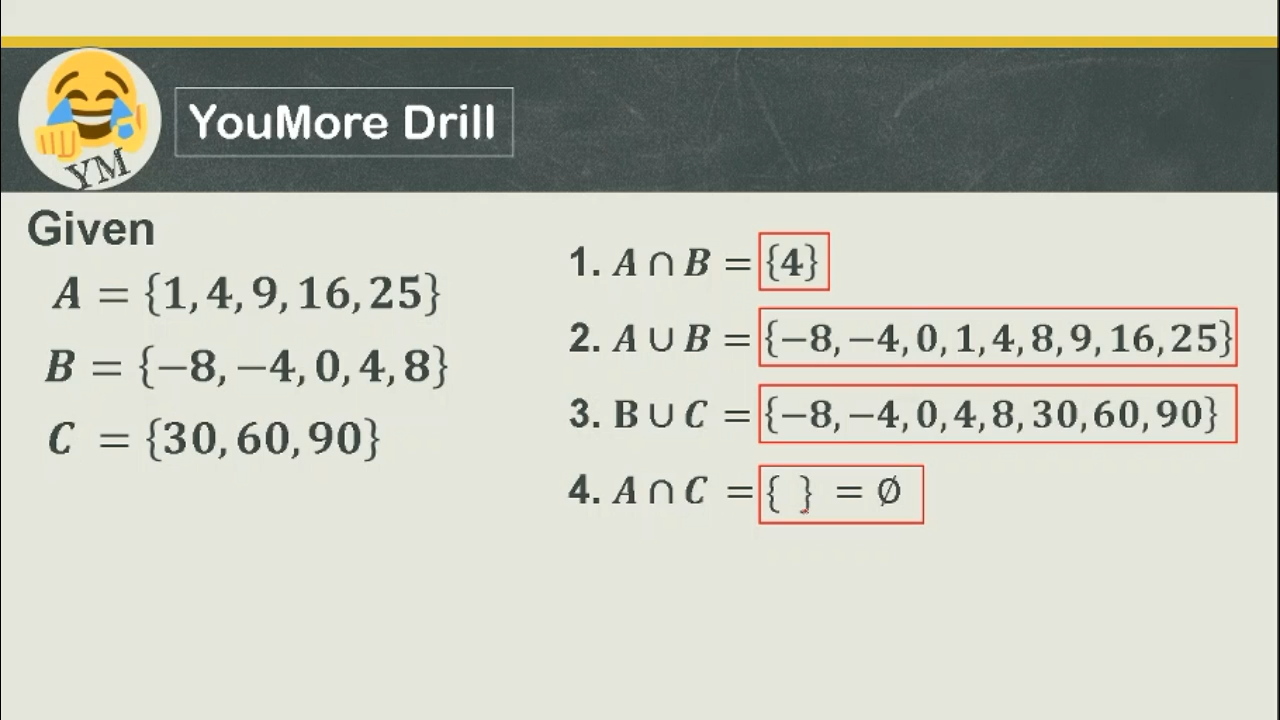 YM
YouMore Drill
Given
A = {1, 4, 9, 16, 25}
B = {−8, −4, 0, 4, 8}
C = {30, 60, 90}
1. A ∩ B = {4}
2. A ∪ B = {−8, −4, 0, 1, 4, 8, 9, 16, 25}
3. B ∪ C = {−8, −4, 0, 4, 8, 30, 60, 90}
4. A ∩ C = { } = ∅